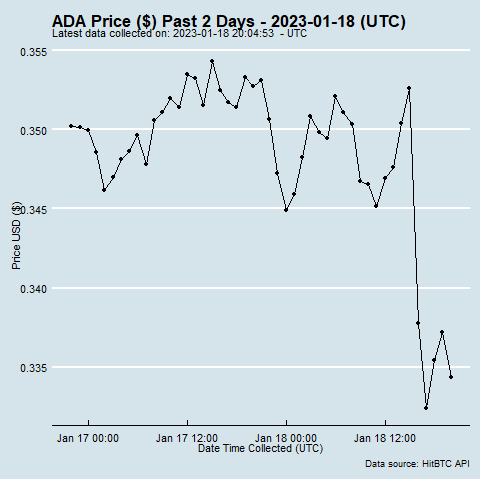 ADA Price ($) Past 2 Days - 2023-01-18 (UTC)
Latest data collected on: 2023-01-18 20:04:53  - UTC
0.355
0.350
0.345
0.340
0.335
Price USD ($)
Jan 17 00:00 Jan 17 12:00 Jan 18 00:00 Jan 18 12:00
Date Time Collected (UTC)
Data source: HitBTC API